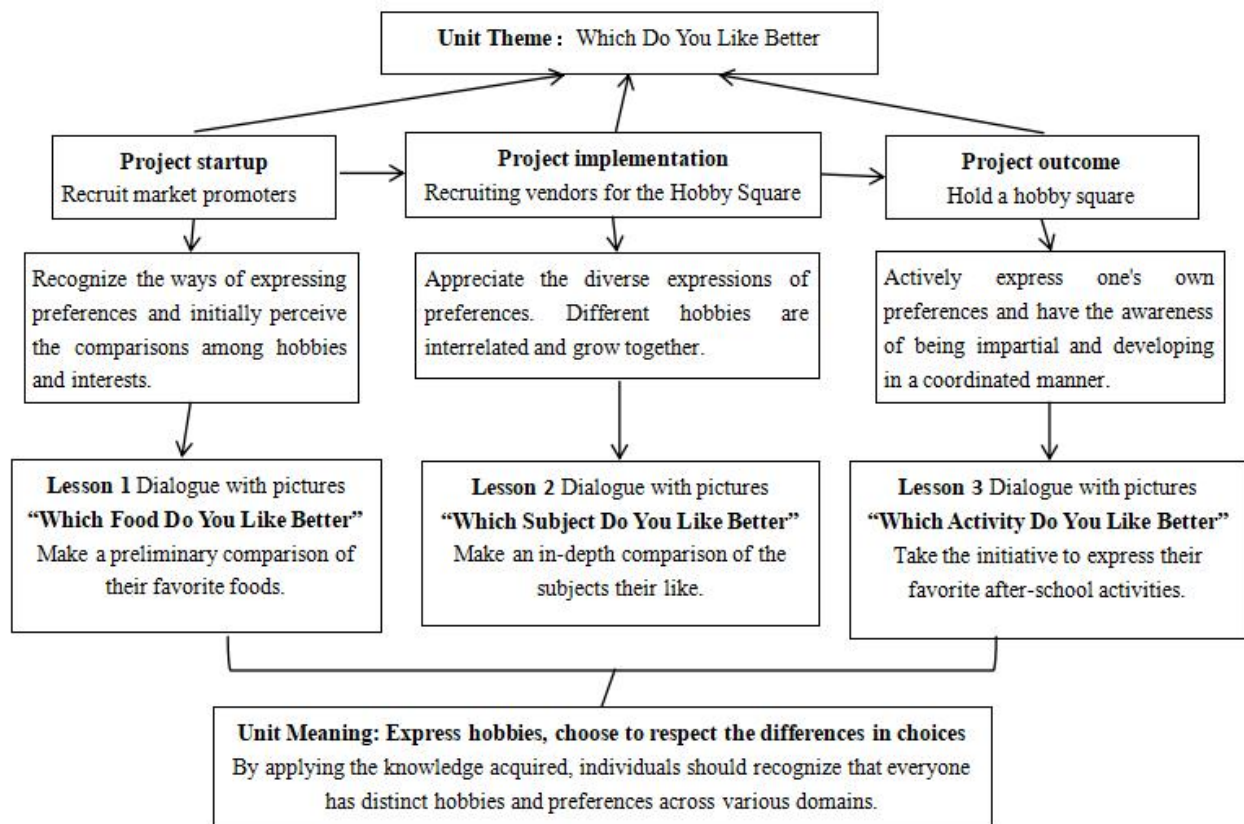 Unit Theme： Which Do You Like Better
Project startup
Recruit market promoters
Project implementation
Recruiting vendors for the Hobby Square
Project outcome
Hold a hobby square
Recognize the ways of expressing
preferences and initially perceive
the comparisons among hobbies
and interests.
Appreciate the diverse expressions of
preferences. Different hobbies are
interrelated and grow together.
Actively express one's own
preferences and have the awareness
of being impartial and developing
in a coordinated manner.
Lesson 1 Dialogue with pictures
“Which Food Do You Like Better”
Make a preliminary comparison of
their favorite foods.
Lesson 2 Dialogue with pictures
“Which Subject Do You Like Better”
Make an in-depth comparison of the
subjects their like.
Lesson 3 Dialogue with pictures
“Which Activity Do You Like Better”
Take the initiative to express their
favorite after-school activities.
Unit Meaning: Express hobbies, choose to respect the differences in choices
By applying the knowledge acquired, individuals should recognize that everyone
has distinct hobbies and preferences across various domains.